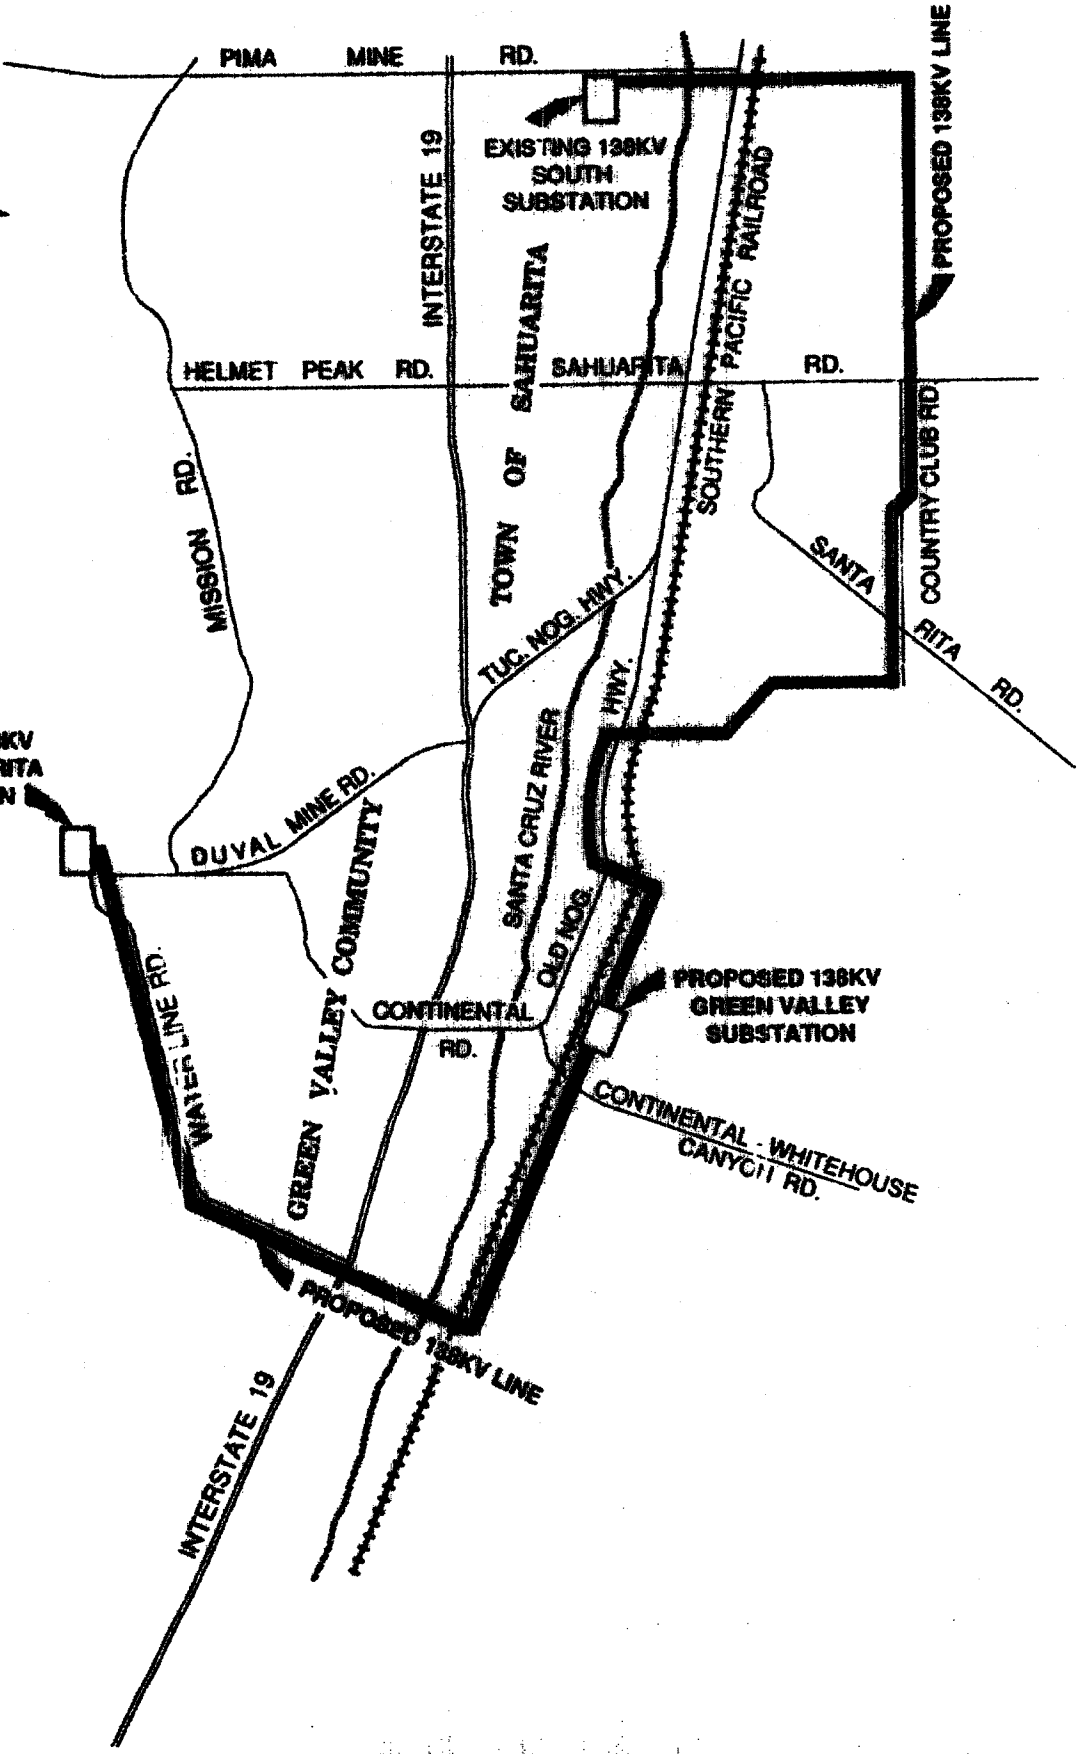 PIMA MINE RD.
PROPOSED 138KV LINE
EXISTING 138KV
SOUTH
SUBSTATION
INTERSTATE 19
SOUTHERN PACIFIC RAILROAD
TOWN OF SAHUARITA
HELMET PEAK RD.
SAHUARITA RD.
COUNTRY CLUB RD.
MISSION RD.
SANTA RITA RD.
TUC. NOG. HWY.
KV
RITA
N
DUVAL MINE RD.
SANTA CRUZ RIVER
OLD NOG. HWY.
GREEN VALLEY COMMUNITY
WATER LINE RD.
CONTINENTAL
RD.
PROPOSED 138KV
GREEN VALLEY
SUBSTATION
CONTINENTAL - WHITEHOUSE
CANYON RD.
PROPOSED 138KV LINE
INTERSTATE 19